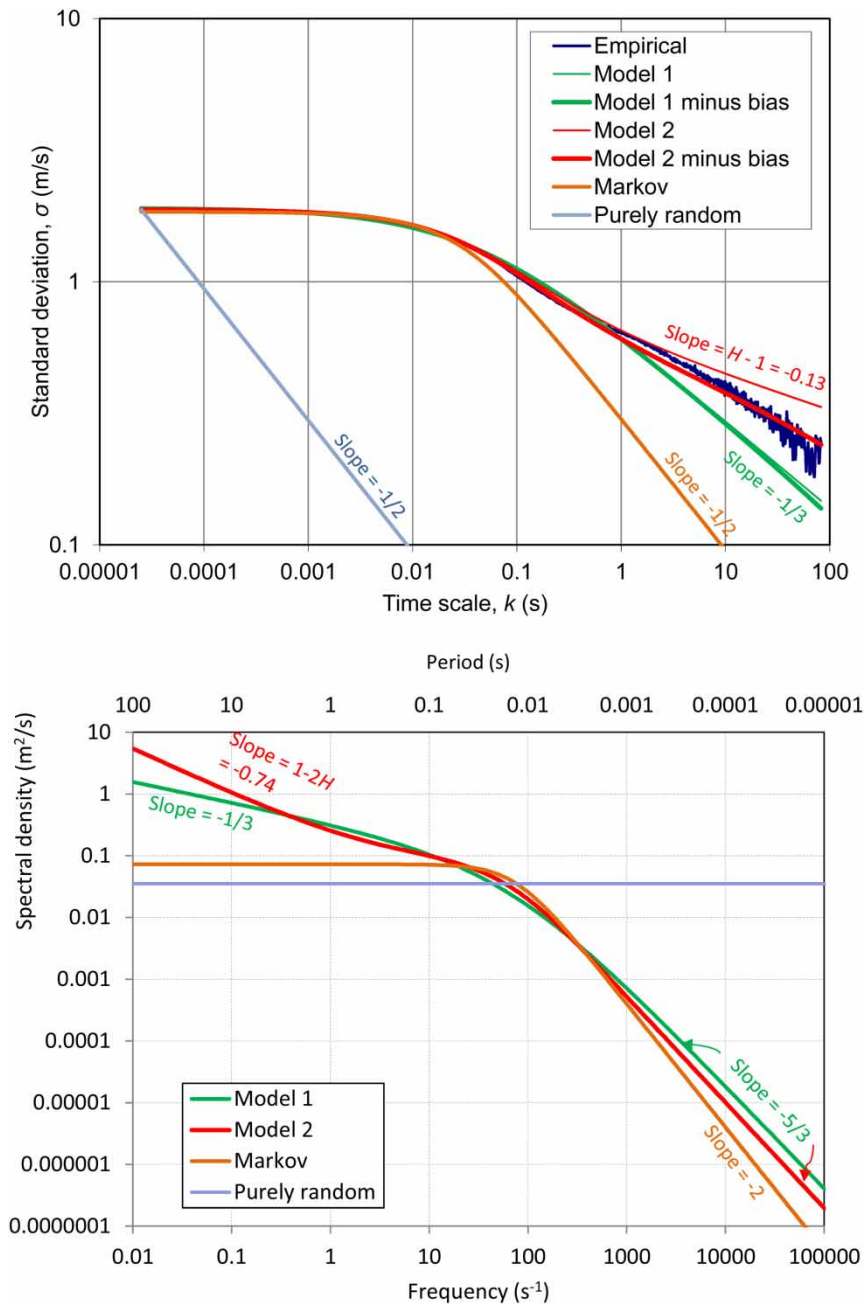 10
Empirical
Model 1
Model 1 minus bias
Model 2
Model 2 minus bias
Markov
Purely random
Standard deviation, σ (m/s)
1
Slope = H - 1 = -0.13
Slope = -1/2
Slope = -1/2
Slope = -1/3
0.1
0.00001 0.0001 0.001 0.01 0.1 1 10 100
Time scale, k (s)
Period (s)
100 10 1 0.1 0.01 0.001 0.0001 0.00001
10
Slope = 1-2H
= -0.74
1
Slope = -1/3
0.1
Spectral density (m²/s)
0.01
0.001
0.0001
0.00001
Slope = -5/3
Model 1
Model 2
Markov
Purely random
Slope = -2
0.000001
0.0000001
0.01 0.1 1 10 100 1000 10000 100000
Frequency (s⁻¹)